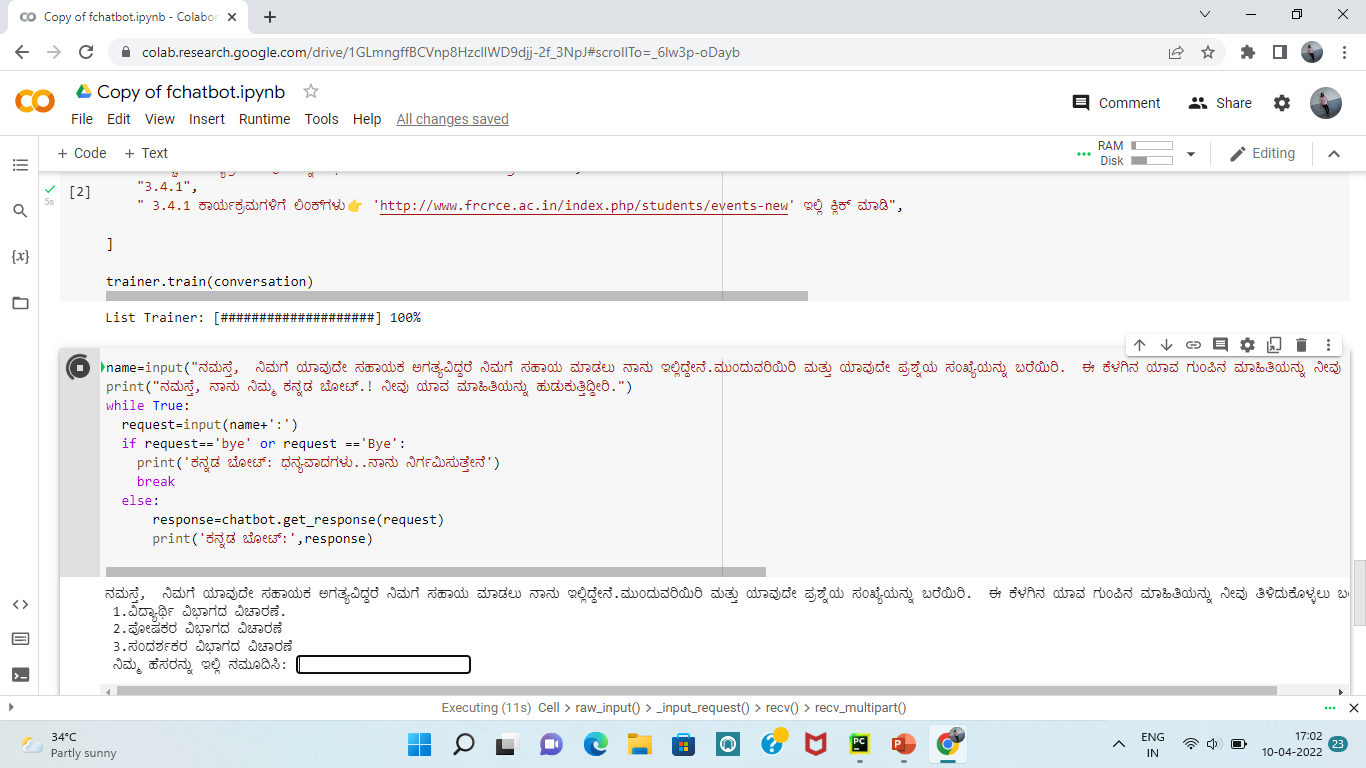 Copy of fchatbot.ipynb - Colabor
colab.research.google.com/drive/1GLmngffBCVnp8HzclIWD9djj-2f_3NpJ#scrollTo=_6lw3p-oDayb
Copy of fchatbot.ipynb
Comment
Share
File Edit View Insert Runtime Tools Help All changes saved
+ Code + Text
RAM
Disk
Editing
[2]
5s
"3.4.1",
" 3.4.1 ಕಾರ್ಯಕ್ರಮಗಳಿಗೆ ಲಿಂಕ್‌ಗಳು👉 'http://www.frcrce.ac.in/index.php/students/events-new' ಇಲ್ಲಿ ಕ್ಲಿಕ್ ಮಾಡಿ",
]
trainer.train(conversation)
List Trainer: [####################] 100%
name=input("ನಮಸ್ತೆ, ನಿಮಗೆ ಯಾವುದೇ ಸಹಾಯಕ ಅಗತ್ಯವಿದ್ದರೆ ನಿಮಗೆ ಸಹಾಯ ಮಾಡಲು ನಾನು ಇಲ್ಲಿದ್ದೇನೆ.ಮುಂದುವರಿಯಿರಿ ಮತ್ತು ಯಾವುದೇ ಪ್ರಶ್ನೆಯ ಸಂಖ್ಯೆಯನ್ನು ಬರೆಯಿರಿ. ಈ ಕೆಳಗಿನ ಯಾವ ಗುಂಪಿನ ಮಾಹಿತಿಯನ್ನು ನೀವು
print("ನಮಸ್ತೆ, ನಾನು ನಿಮ್ಮ ಕನ್ನಡ ಬೋಟ್.! ನೀವು ಯಾವ ಮಾಹಿತಿಯನ್ನು ಹುಡುಕುತ್ತಿದ್ದೀರಿ.")
while True:
request=input(name+':')
if request=='bye' or request =='Bye':
print('ಕನ್ನಡ ಬೋಟ್: ಧನ್ಯವಾದಗಳು..ನಾನು ನಿರ್ಗಮಿಸುತ್ತೇನೆ')
break
else:
response=chatbot.get_response(request)
print('ಕನ್ನಡ ಬೋಟ್:',response)
ನಮಸ್ತೆ, ನಿಮಗೆ ಯಾವುದೇ ಸಹಾಯಕ ಅಗತ್ಯವಿದ್ದರೆ ನಿಮಗೆ ಸಹಾಯ ಮಾಡಲು ನಾನು ಇಲ್ಲಿದ್ದೇನೆ.ಮುಂದುವರಿಯಿರಿ ಮತ್ತು ಯಾವುದೇ ಪ್ರಶ್ನೆಯ ಸಂಖ್ಯೆಯನ್ನು ಬರೆಯಿರಿ. ಈ ಕೆಳಗಿನ ಯಾವ ಗುಂಪಿನ ಮಾಹಿತಿಯನ್ನು ನೀವು ತಿಳಿದುಕೊಳ್ಳಲು
1.ವಿದ್ಯಾರ್ಥಿ ವಿಭಾಗದ ವಿಚಾರಣೆ.
2.ಪೋಷಕರ ವಿಭಾಗದ ವಿಚಾರಣೆ
3.ಸಂದರ್ಶಕರ ವಿಭಾಗದ ವಿಚಾರಣೆ
ನಿಮ್ಮ ಹೆಸರನ್ನು ಇಲ್ಲಿ ನಮೂದಿಸಿ:
Executing (11s) Cell > raw_input() > _input_request() > recv() > recv_multipart()
34°C
Partly sunny
ENG
IN
17:02
10-04-2022
23